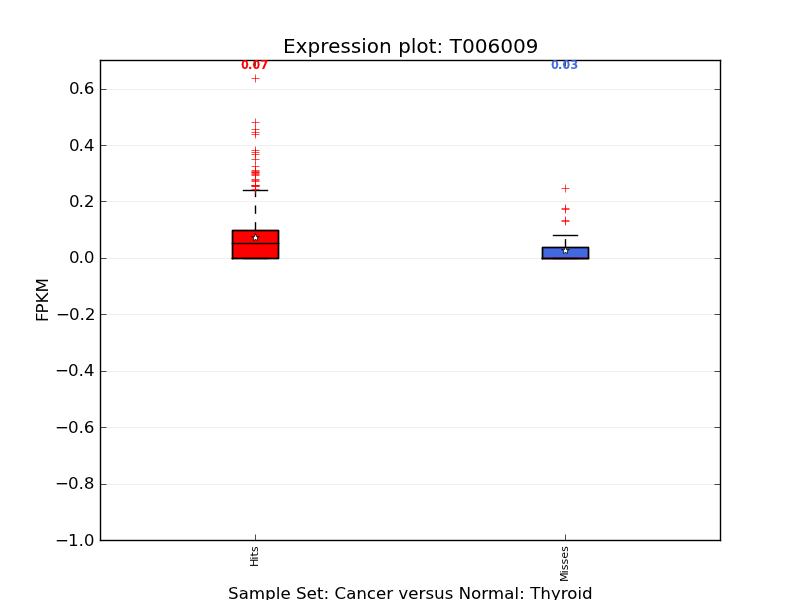 Expression plot: T006009
0.07
0.03
0.6
0.4
0.2
0.0
−0.2
−0.4
−0.6
−0.8
−1.0
FPKM
Hits
Misses
Sample Set: Cancer versus Normal: Thyroid